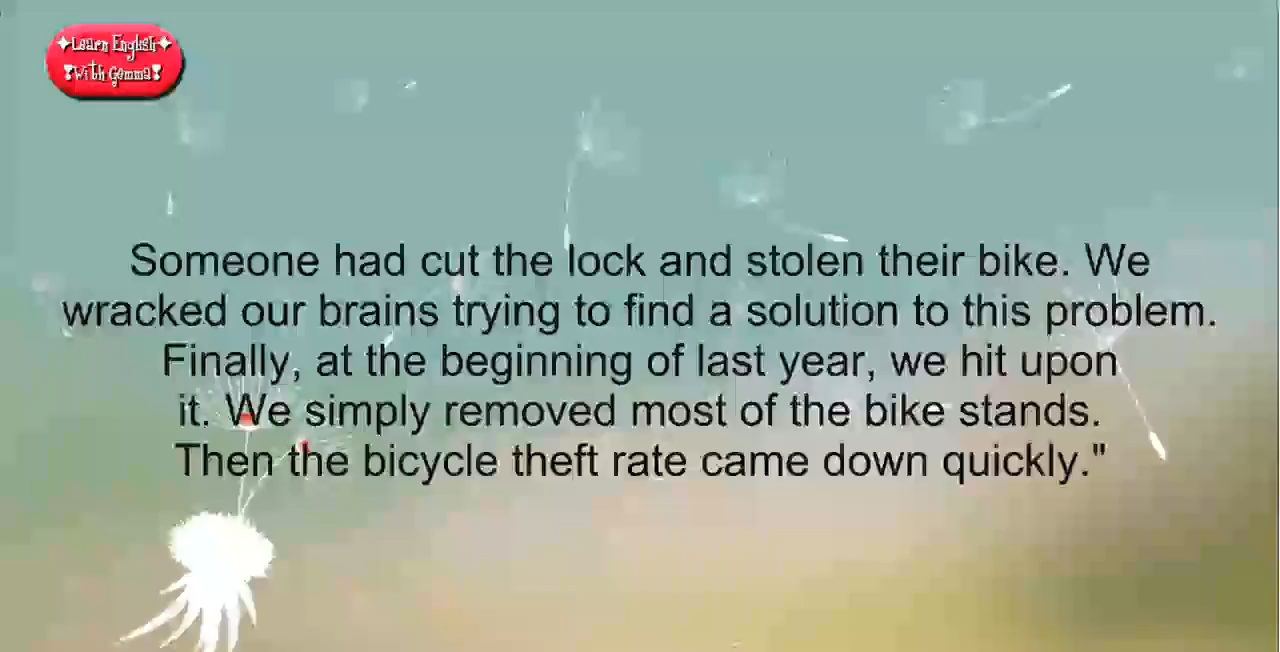 ✦Learn English✦
❣With Gemma❣
Someone had cut the lock and stolen their bike. We
wracked our brains trying to find a solution to this problem.
Finally, at the beginning of last year, we hit upon
it. We simply removed most of the bike stands.
Then the bicycle theft rate came down quickly."